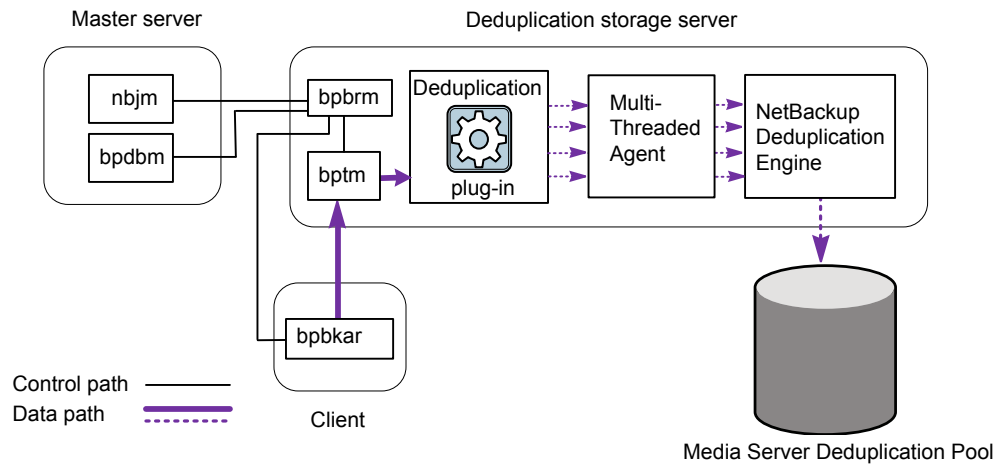 Master server
Deduplication storage server
nbjm
bpdbm
bpbrm
bptm
Deduplication
plug-in
Multi-
Threaded
Agent
NetBackup
Deduplication
Engine
bpbkar
Client
Control path
Data path
Media Server Deduplication Pool